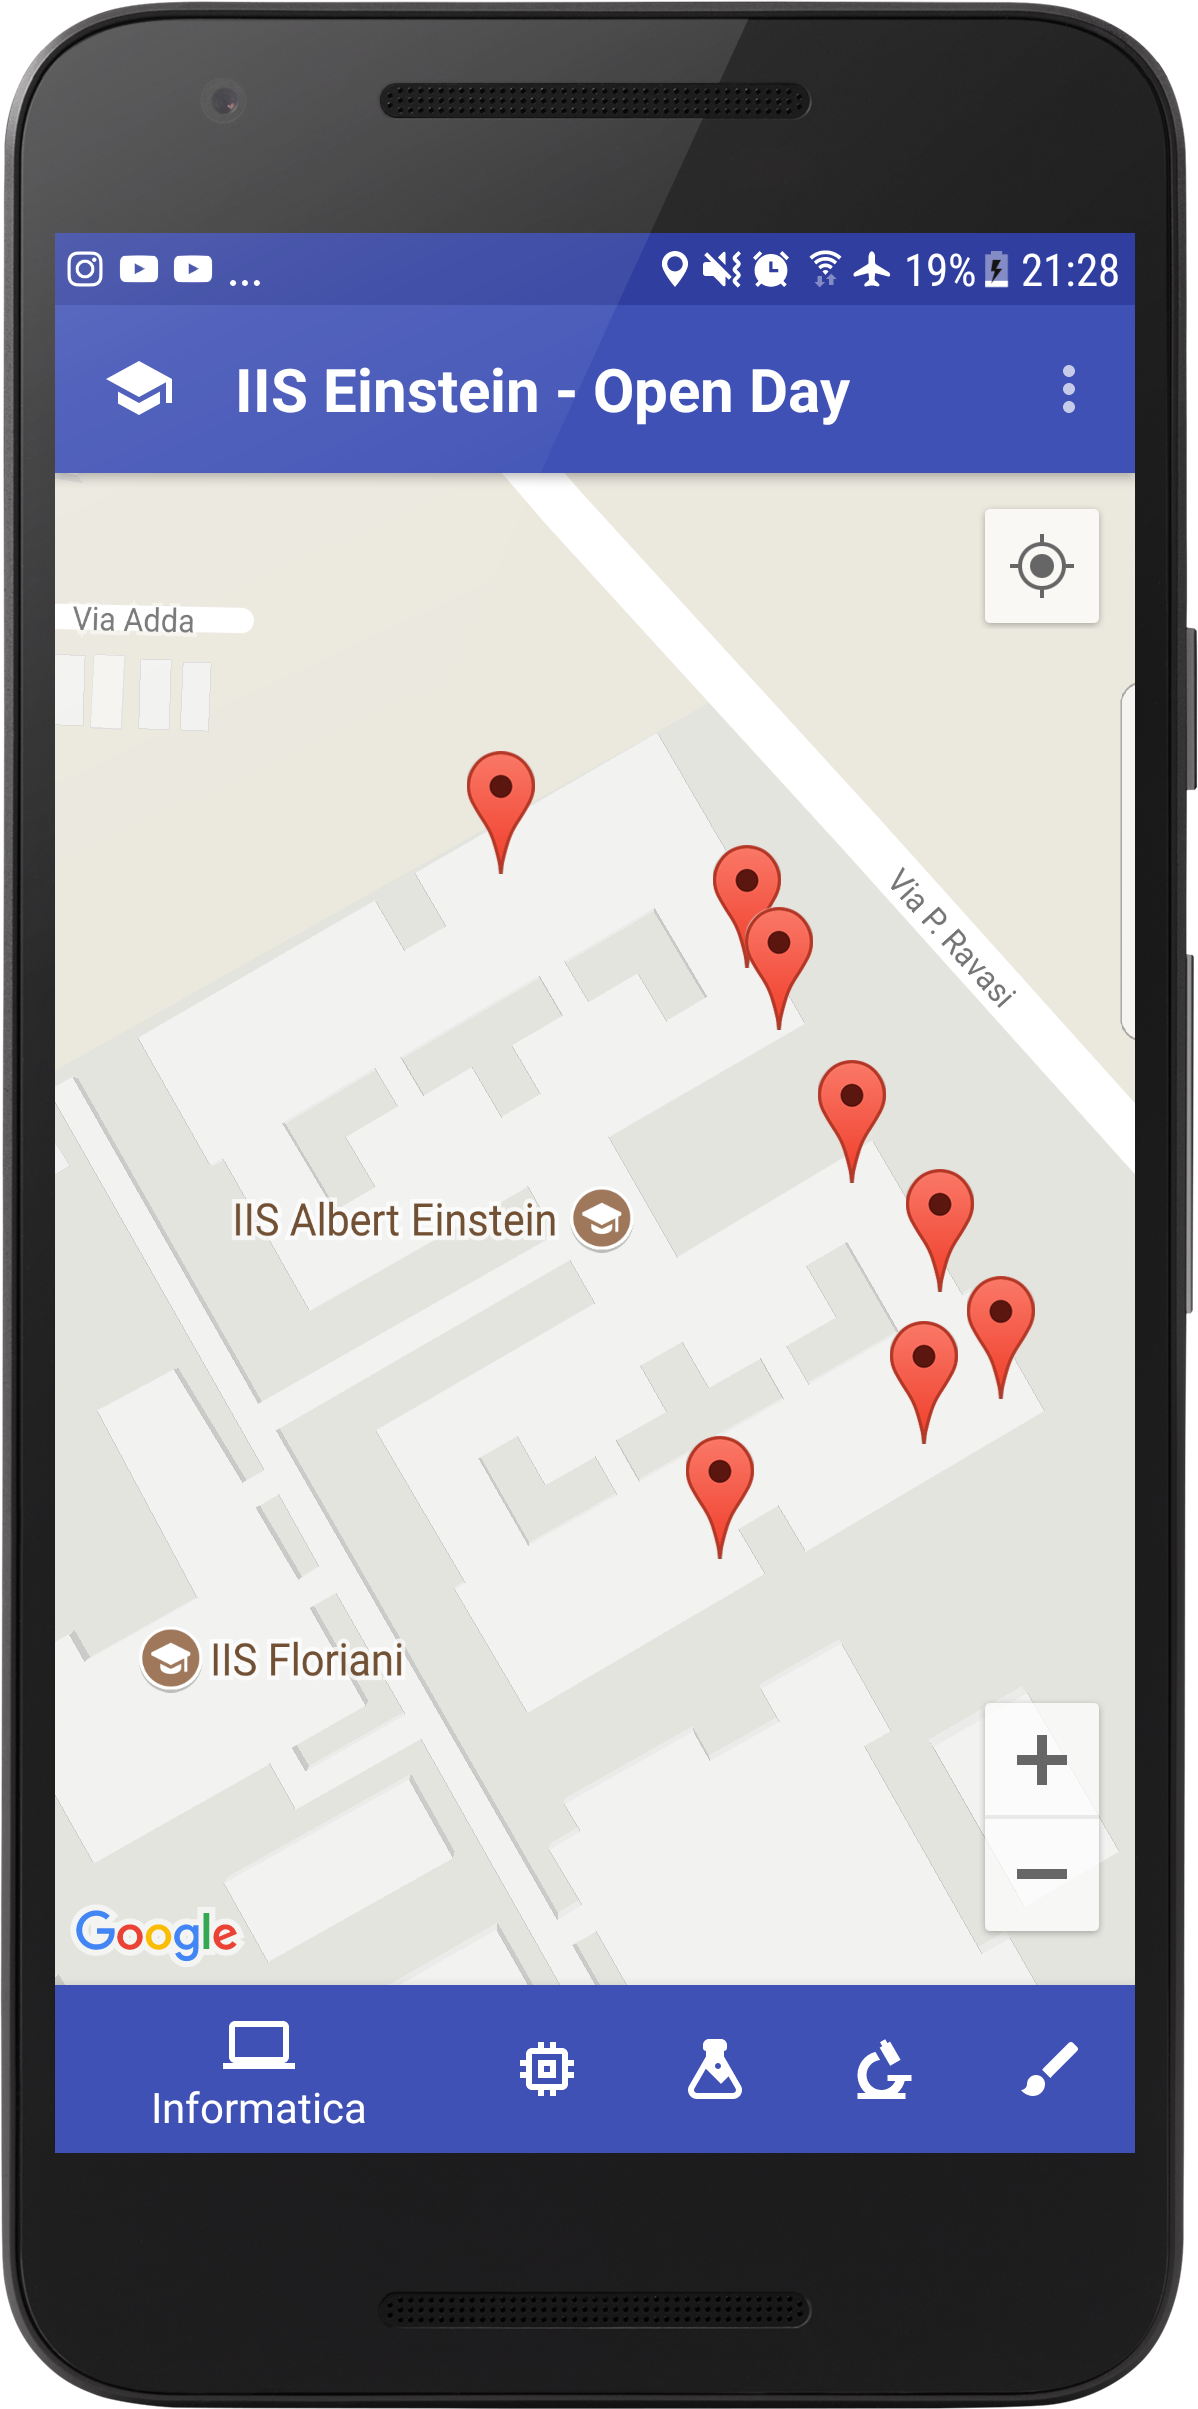 ... 19% 21:28
IIS Einstein - Open Day
Via Adda
Via P. Ravasi
IIS Albert Einstein
IIS Floriani
Google
Informatica